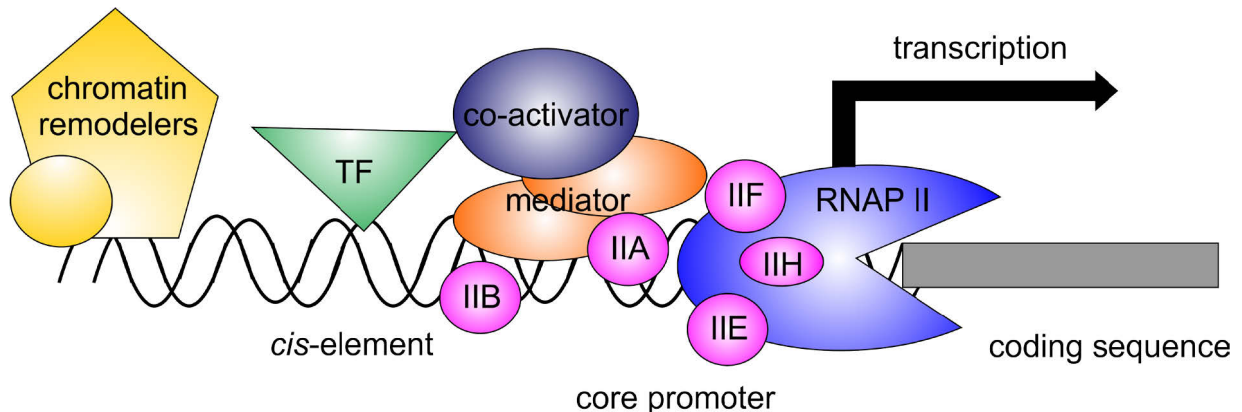 transcription
chromatin
remodelers
co-activator
TF
mediator
IIF
RNAP II
IIA
IIH
IIB
IIE
cis-element
coding sequence
core promoter